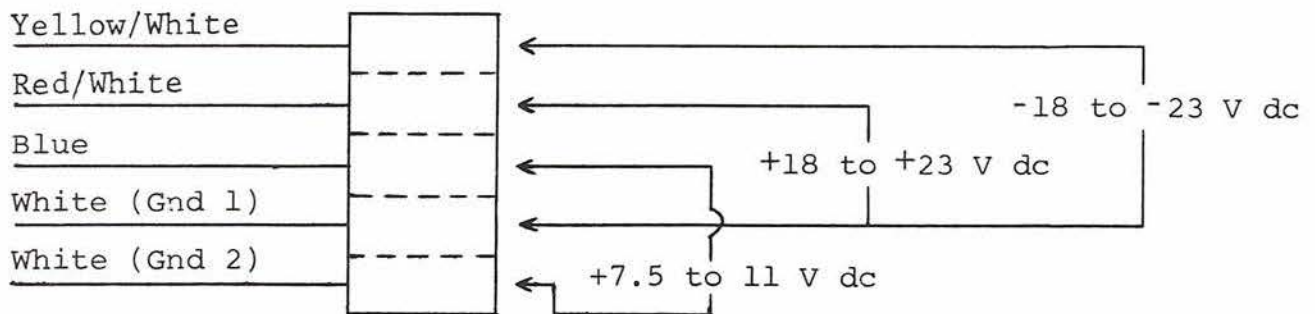 Yellow/White
Red/White
Blue
White (Gnd 1)
White (Gnd 2)
-18 to -23 V dc
+18 to +23 V dc
+7.5 to 11 V dc